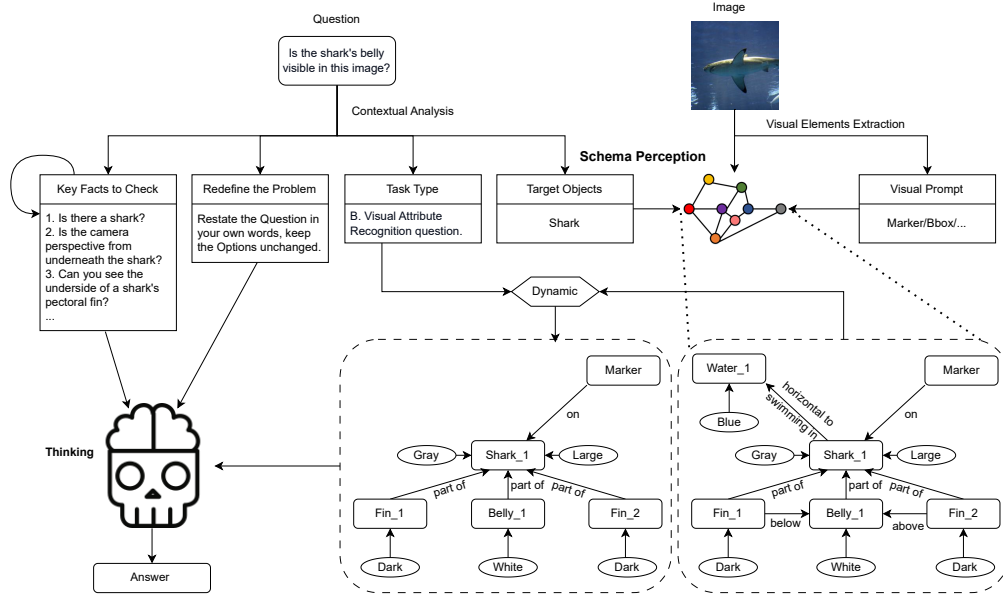 Question
Image
Is the shark's belly
visible in this image?
Contextual Analysis
Visual Elements Extraction
Schema Perception
Key Facts to Check
1. Is there a shark?
2. Is the camera
perspective from
underneath the shark?
3. Can you see the
underside of a shark's
pectoral fin?
...
Redefine the Problem
Restate the Question in
your own words, keep
the Options unchanged.
Task Type
B. Visual Attribute
Recognition question.
Target Objects
Shark
Visual Prompt
Marker/Bbox/...
Dynamic
Thinking
Answer
Marker
on
Gray
Shark_1
Large
part of
part of
part of
Fin_1
Belly_1
Fin_2
Dark
White
Dark
Water_1
Marker
Blue
horizontal to
swimming in
on
Gray
Shark_1
Large
part of
part of
part of
Fin_1
below
Belly_1
above
Fin_2
Dark
White
Dark